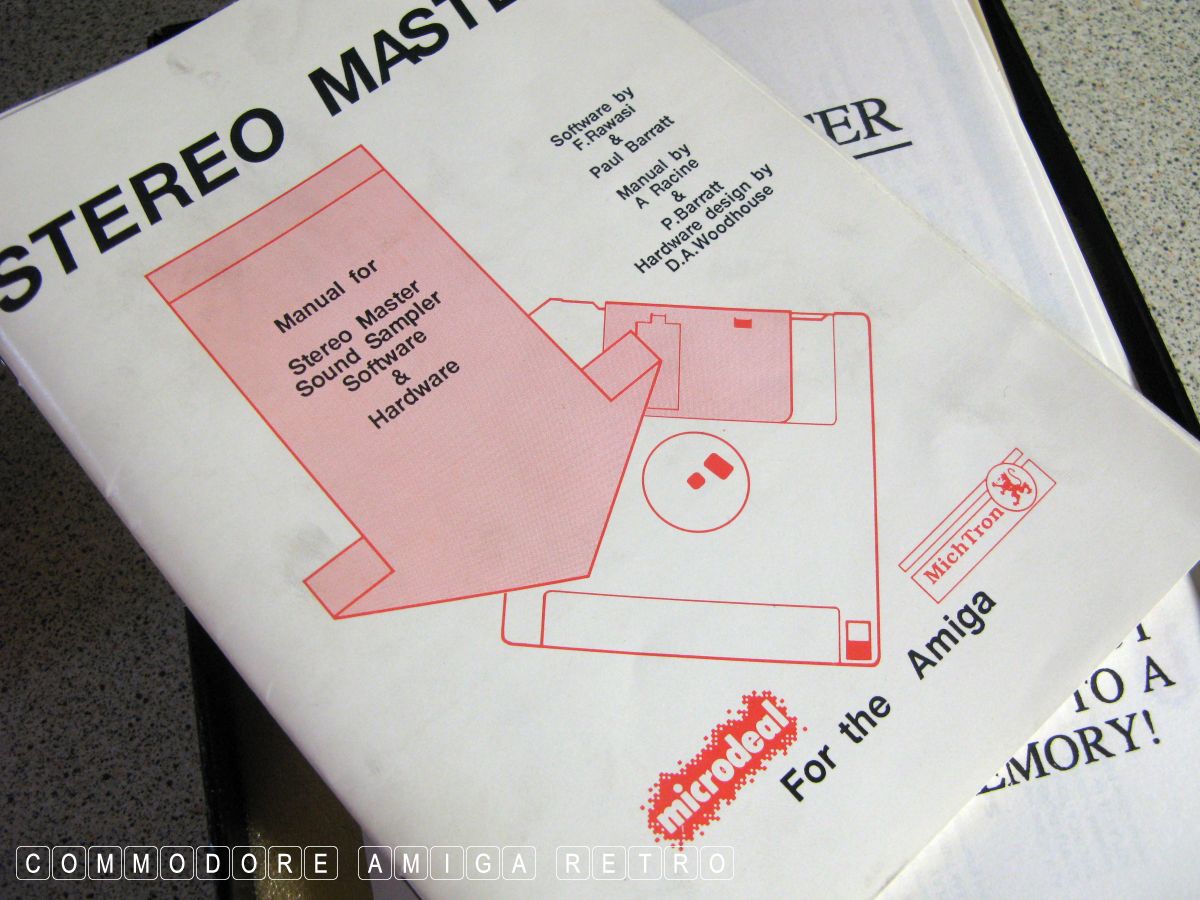 STEREO MASTE
Software by
F.Rawasi
&
Paul Barratt
Manual by
A Racine
&
P.Barratt
Hardware design by
D.A.Woodhouse
Manual for
Stereo Master
Sound Sampler
Software
&
Hardware
MichTron
microdeal
For the Amiga
TER
TO A
EMORY!
COMMODORE AMIGA RETRO